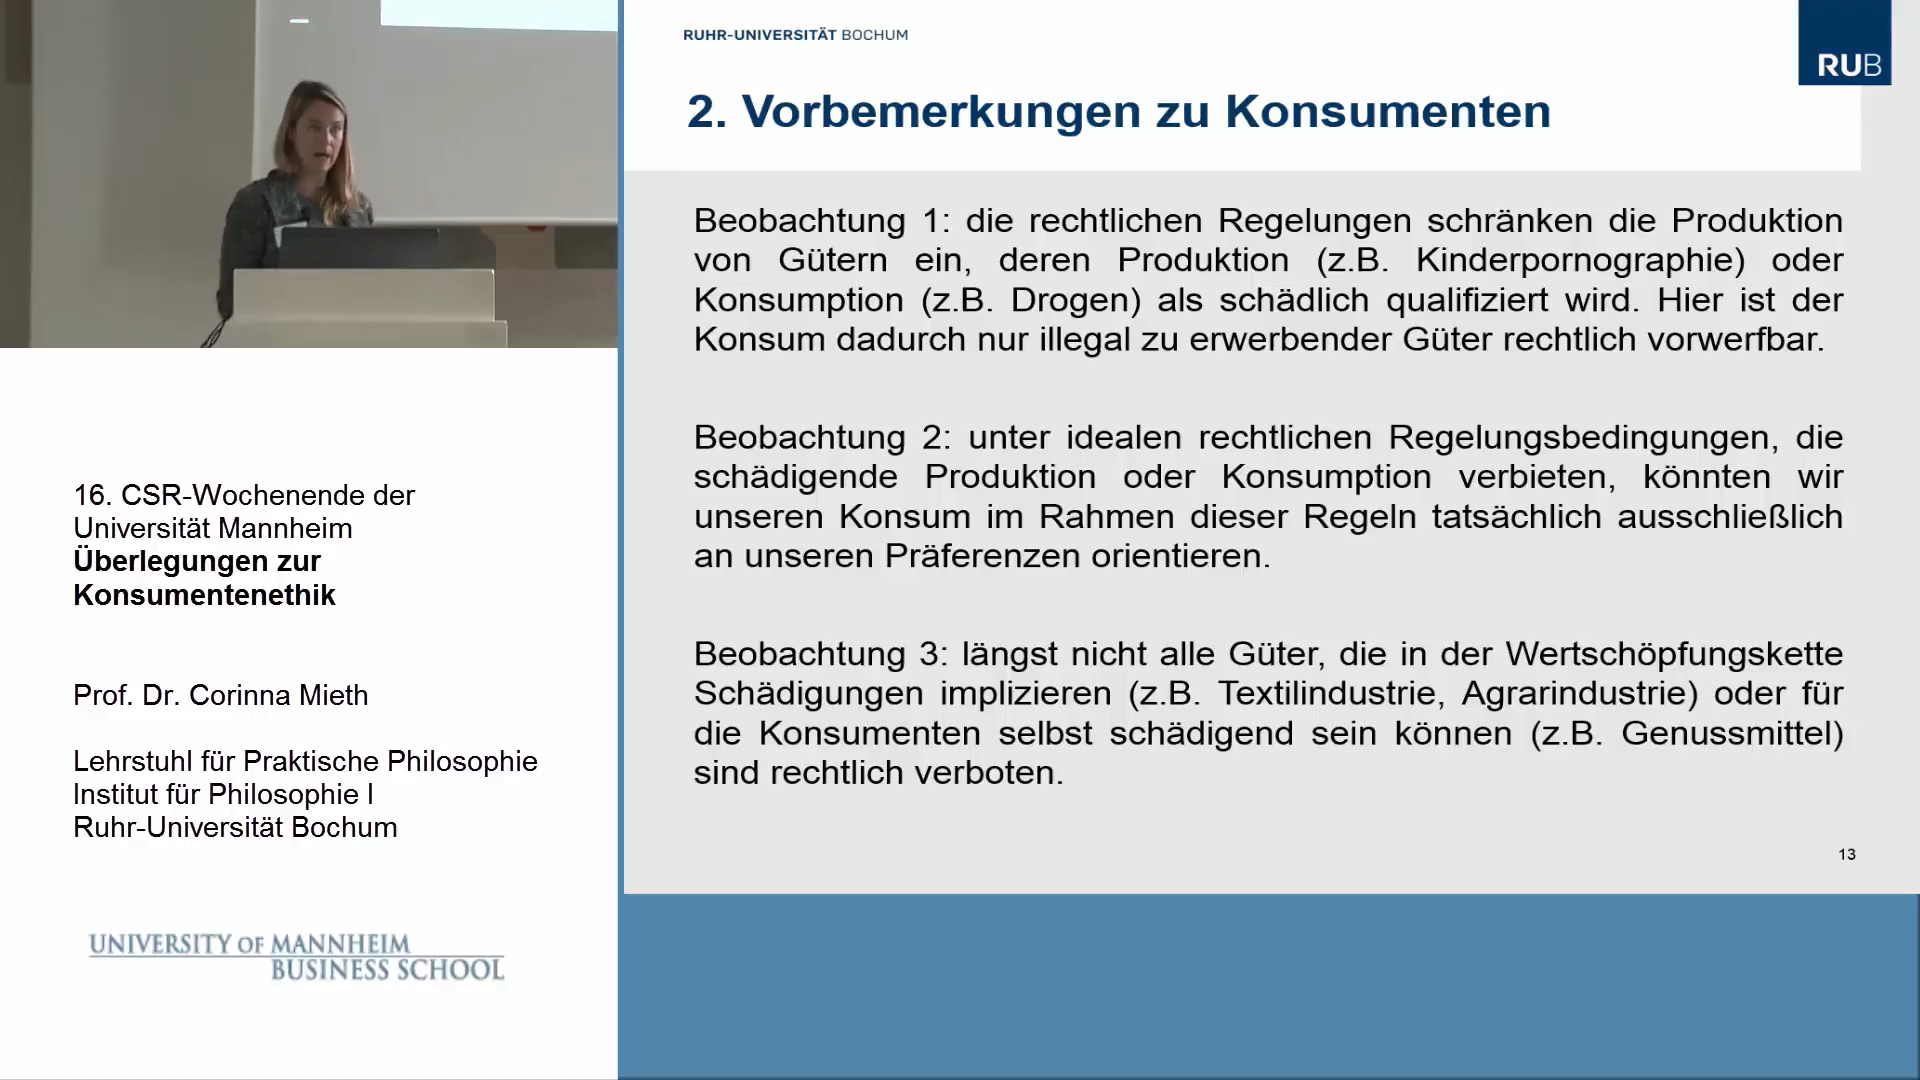 RUHR-UNIVERSITÄT BOCHUM
RUB
2. Vorbemerkungen zu Konsumenten
Beobachtung 1: die rechtlichen Regelungen schränken die Produktion
von Gütern ein, deren Produktion (z.B. Kinderpornographie) oder
Konsumption (z.B. Drogen) als schädlich qualifiziert wird. Hier ist der
Konsum dadurch nur illegal zu erwerbender Güter rechtlich vorwerfbar.
Beobachtung 2: unter idealen rechtlichen Regelungsbedingungen, die
schädigende Produktion oder Konsumption verbieten, könnten wir
unseren Konsum im Rahmen dieser Regeln tatsächlich ausschließlich
an unseren Präferenzen orientieren.
Beobachtung 3: längst nicht alle Güter, die in der Wertschöpfungskette
Schädigungen implizieren (z.B. Textilindustrie, Agrarindustrie) oder für
die Konsumenten selbst schädigend sein können (z.B. Genussmittel)
sind rechtlich verboten.
13
16. CSR-Wochenende der
Universität Mannheim
Überlegungen zur
Konsumentenethik
Prof. Dr. Corinna Mieth
Lehrstuhl für Praktische Philosophie
Institut für Philosophie I
Ruhr-Universität Bochum
UNIVERSITY OF MANNHEIM
BUSINESS SCHOOL